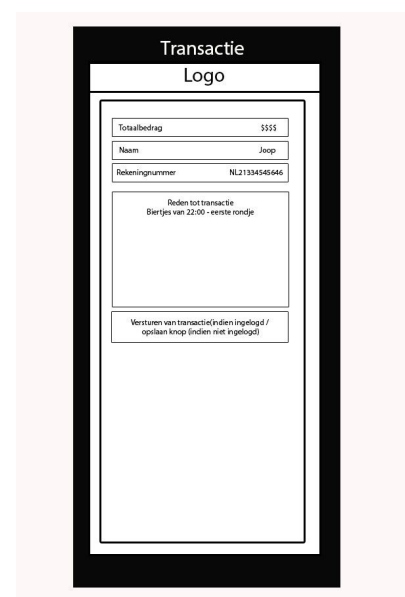 Transactie
Logo
Totaalbedrag $$$$
Naam Joop
Rekeningnummer NL21334545646
Reden tot transactie
Biertjes van 22:00 - eerste rondje
Versturen van transactie(indien ingelogd /
opslaan knop (indien niet ingelogd)